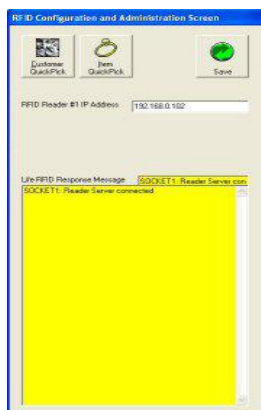 RFID Configuration and Administration Screen
Customer QuickPick
Item QuickPick
Save
RFID Reader #1 IP Address 192.168.0.102
Life RFID Response Message SOCKET1: Reader Server con
SOCKET1: Reader Server connected